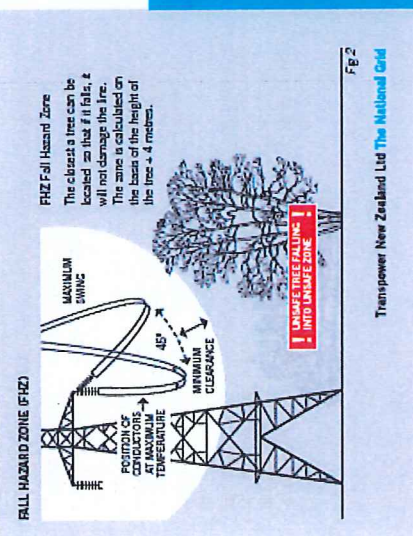 FALL HAZARD ZONE (FHZ)
FHZ Fall Hazard Zone
The closest a tree can be
located so that if it falls, it
will not damage the line.
The zone is calculated on
the basis of the height of
the tree + 4 metres.
MAXIMUM
SWING
45°
POSITION OF
CONDUCTORS
AT MAXIMUM
TEMPERATURE
MINIMUM
CLEARANCE
! UNSAFE TREE FALLING !
! INTO UNSAFE ZONE !
Fig 2
Transpower New Zealand Ltd The National Grid